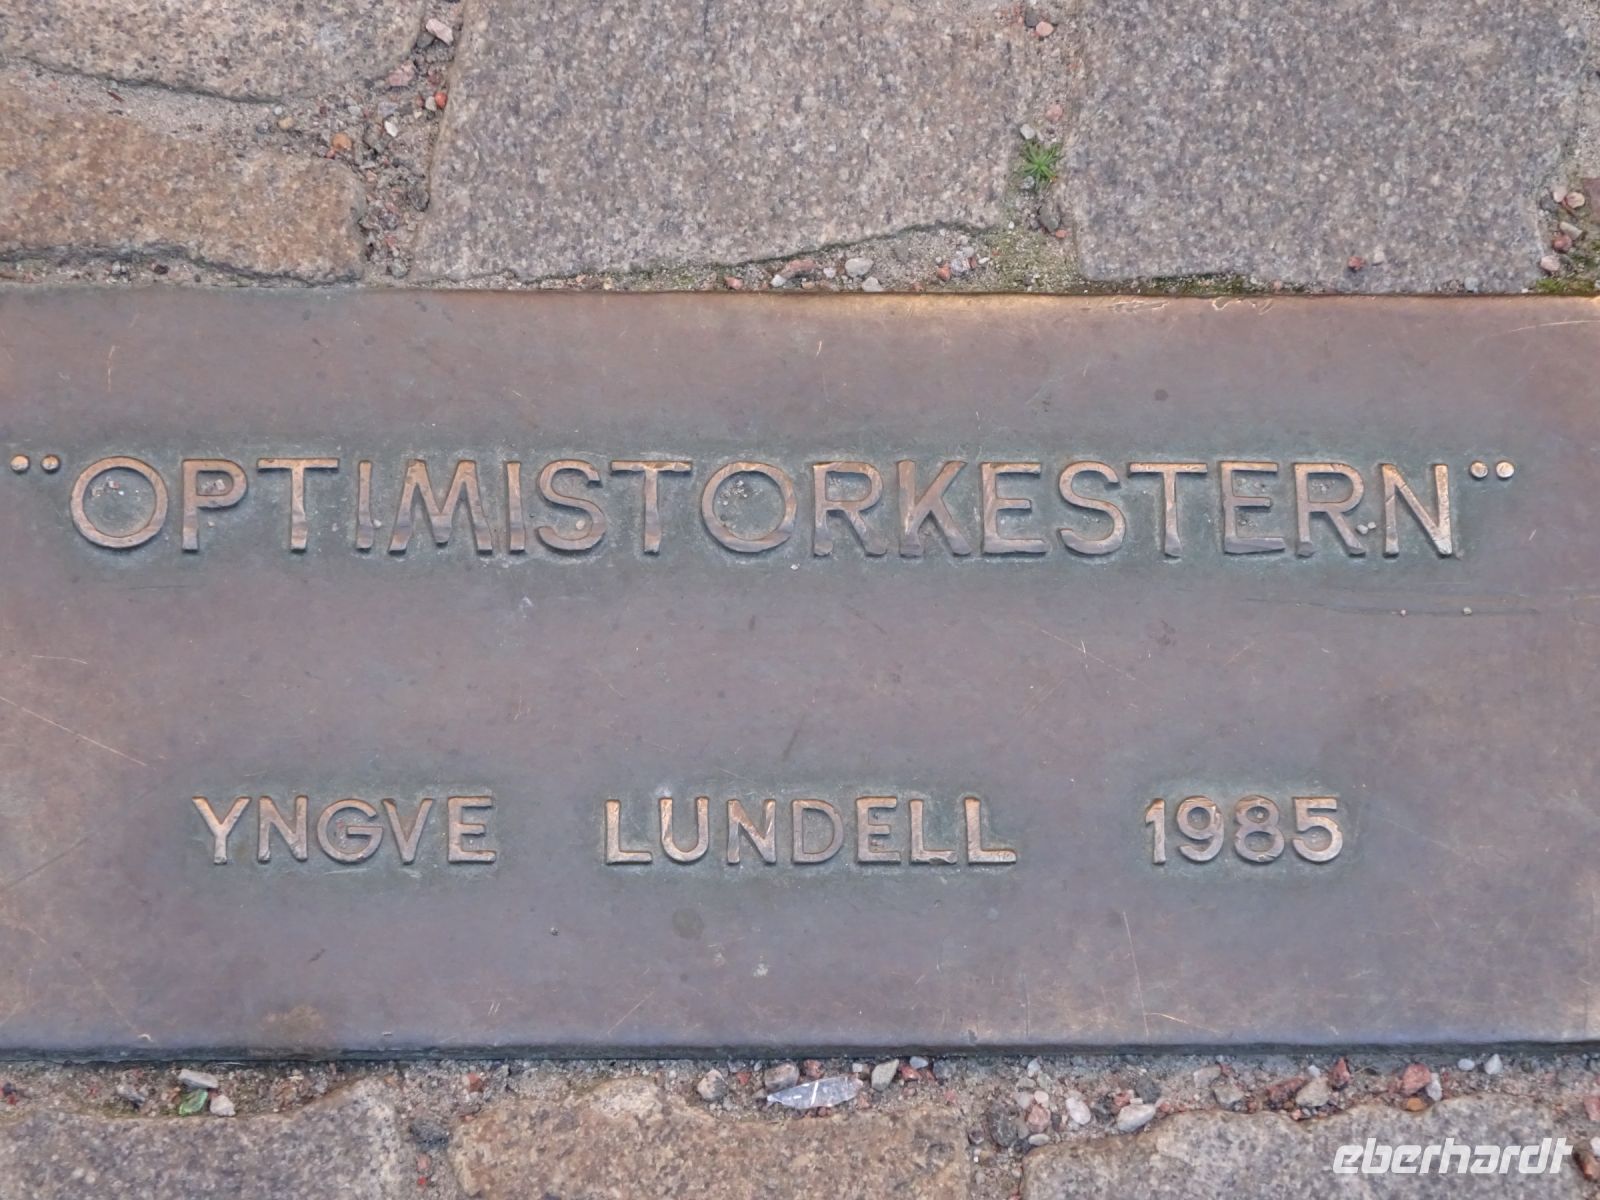 ¨OPTIMISTORKESTERN¨
YNGVE LUNDELL 1985
eberhardt